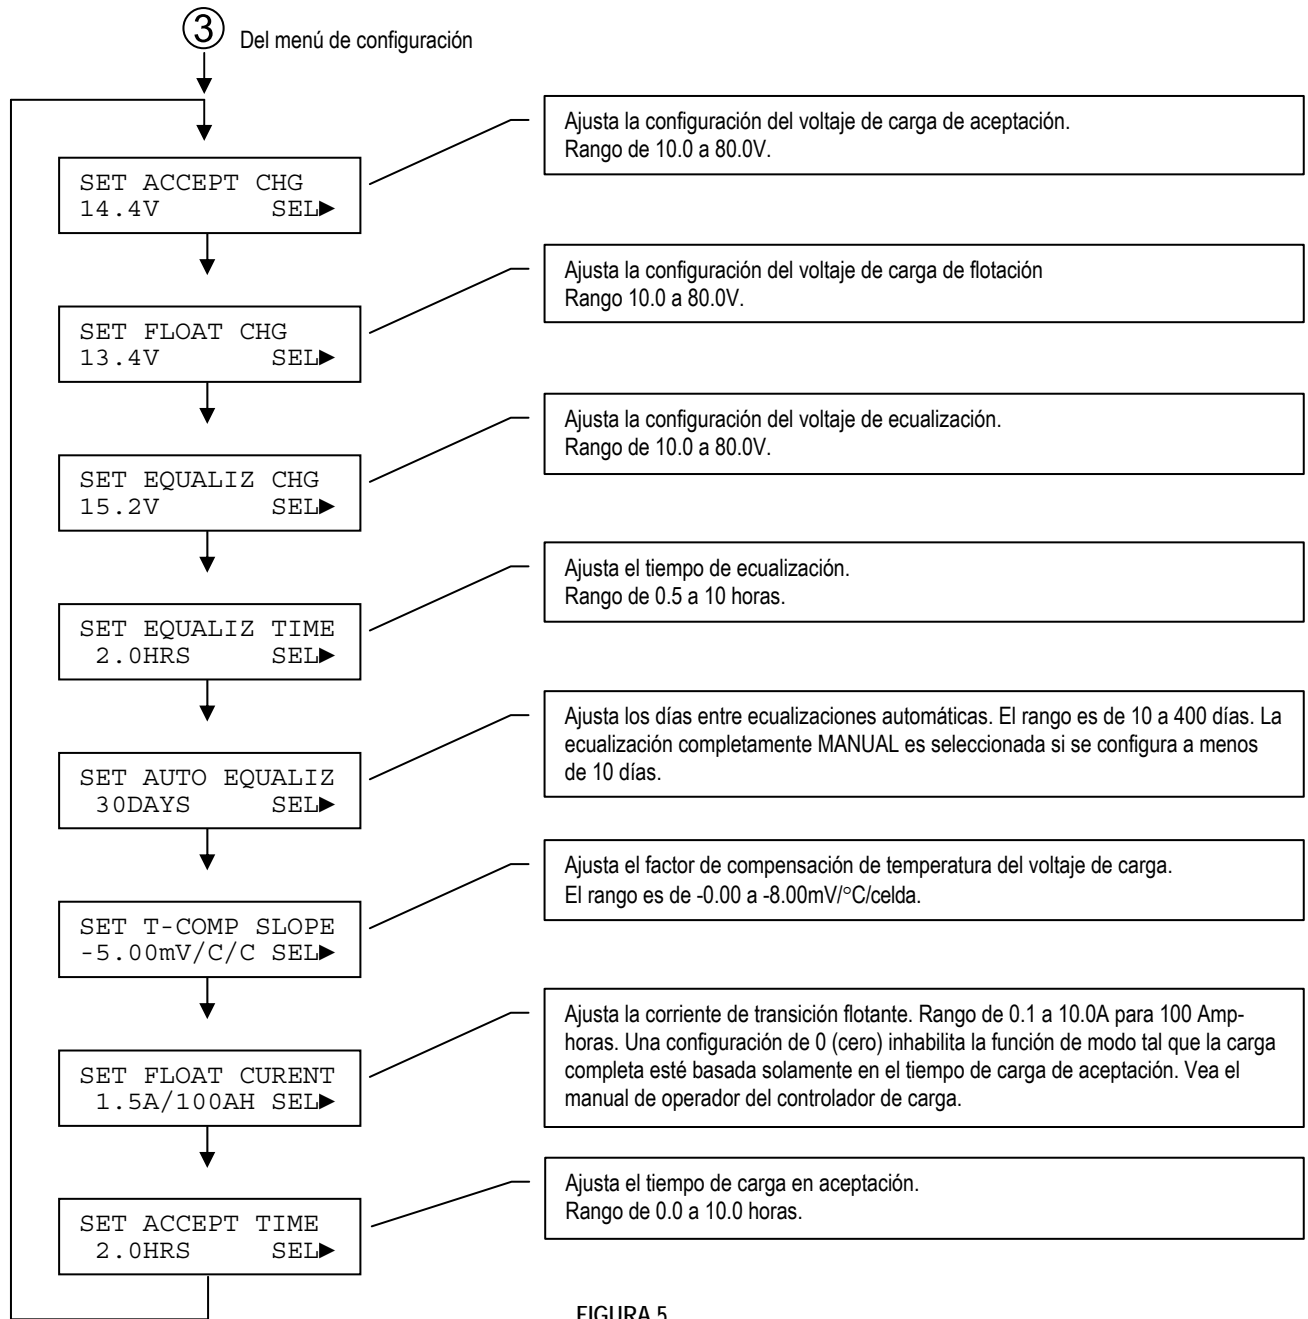 3 Del menú de configuración
SET ACCEPT CHG
14.4V SEL►
Ajusta la configuración del voltaje de carga de aceptación.
Rango de 10.0 a 80.0V.
SET FLOAT CHG
13.4V SEL►
Ajusta la configuración del voltaje de carga de flotación
Rango 10.0 a 80.0V.
SET EQUALIZ CHG
15.2V SEL►
Ajusta la configuración del voltaje de ecualización.
Rango de 10.0 a 80.0V.
SET EQUALIZ TIME
2.0HRS SEL►
Ajusta el tiempo de ecualización.
Rango de 0.5 a 10 horas.
SET AUTO EQUALIZ
30DAYS SEL►
Ajusta los días entre ecualizaciones automáticas. El rango es de 10 a 400 días. La
ecualización completamente MANUAL es seleccionada si se configura a menos
de 10 días.
SET T-COMP SLOPE
-5.00mV/C/C SEL►
Ajusta el factor de compensación de temperatura del voltaje de carga.
El rango es de -0.00 a -8.00mV/°C/celda.
SET FLOAT CURENT
1.5A/100AH SEL►
Ajusta la corriente de transición flotante. Rango de 0.1 a 10.0A para 100 Amp-
horas. Una configuración de 0 (cero) inhabilita la función de modo tal que la carga
completa esté basada solamente en el tiempo de carga de aceptación. Vea el
manual de operador del controlador de carga.
SET ACCEPT TIME
2.0HRS SEL►
Ajusta el tiempo de carga en aceptación.
Rango de 0.0 a 10.0 horas.
FIGURA 5